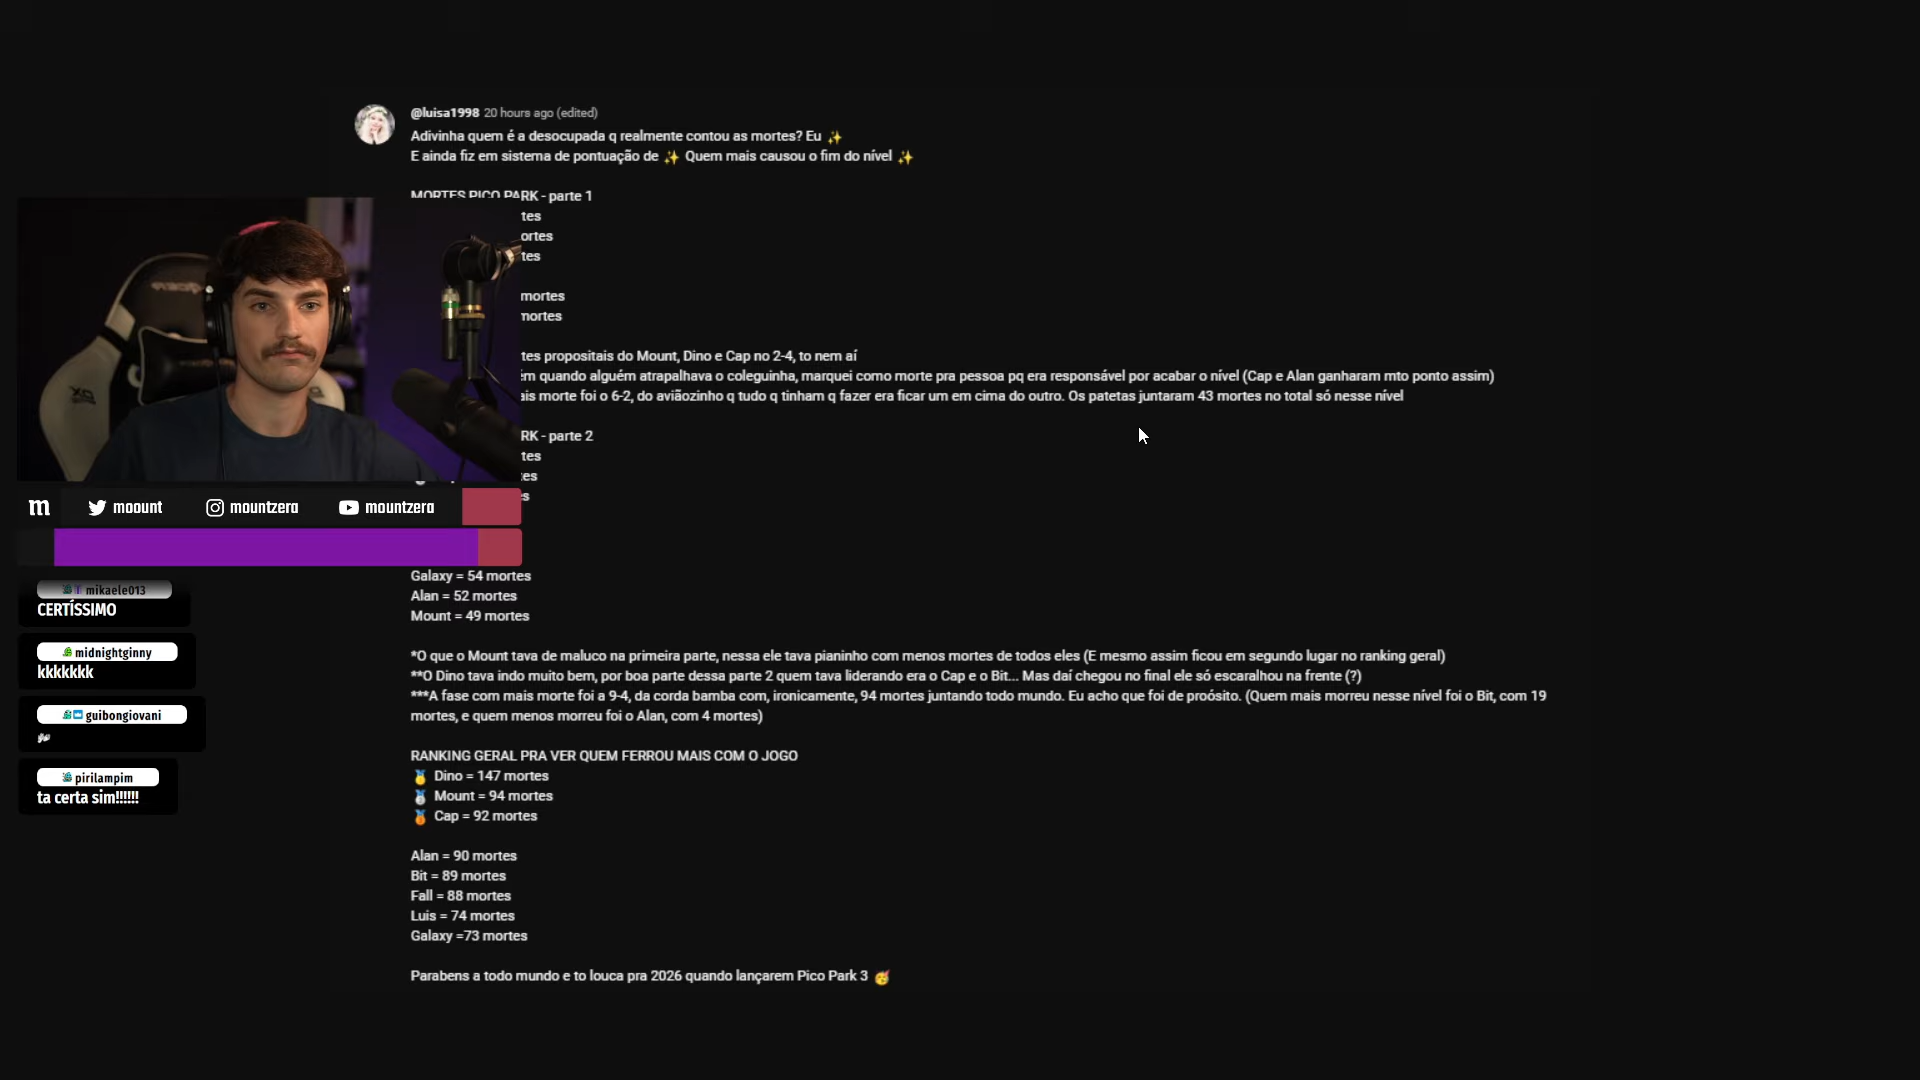 @luisa1998 20 hours ago (edited)
Adivinha quem é a desocupada q realmente contou as mortes? Eu ✨
E ainda fiz em sistema de pontuação de ✨ Quem mais causou o fim do nível ✨
MORTES PICO PARK - parte 1
tes
ortes
tes
mortes
mortes
tes propositais do Mount, Dino e Cap no 2-4, to nem aí
ém quando alguém atrapalhava o coleguinha, marquei como morte pra pessoa pq era responsável por acabar o nível (Cap e Alan ganharam mto ponto assim)
ais morte foi o 6-2, do aviãozinho q tudo q tinham q fazer era ficar um em cima do outro. Os patetas juntaram 43 mortes no total só nesse nível
RK - parte 2
tes
tes
s
m moount mountzera mountzera
Galaxy = 54 mortes
Alan = 52 mortes
Mount = 49 mortes
*O que o Mount tava de maluco na primeira parte, nessa ele tava pianinho com menos mortes de todos eles (E mesmo assim ficou em segundo lugar no ranking geral)
**O Dino tava indo muito bem, por boa parte dessa parte 2 quem tava liderando era o Cap e o Bit... Mas daí chegou no final ele só escaralhou na frente (?)
***A fase com mais morte foi a 9-4, da corda bamba com, ironicamente, 94 mortes juntando todo mundo. Eu acho que foi de proósito. (Quem mais morreu nesse nível foi o Bit, com 19
mortes, e quem menos morreu foi o Alan, com 4 mortes)
RANKING GERAL PRA VER QUEM FERROU MAIS COM O JOGO
🥇 Dino = 147 mortes
🥈 Mount = 94 mortes
🥉 Cap = 92 mortes
Alan = 90 mortes
Bit = 89 mortes
Fall = 88 mortes
Luis = 74 mortes
Galaxy =73 mortes
Parabens a todo mundo e to louca pra 2026 quando lançarem Pico Park 3 🥳
mikaele013
CERTÍSSIMO
midnightginny
kkkkkkk
guibongiovani
pirilampim
ta certa sim!!!!!!
XQ